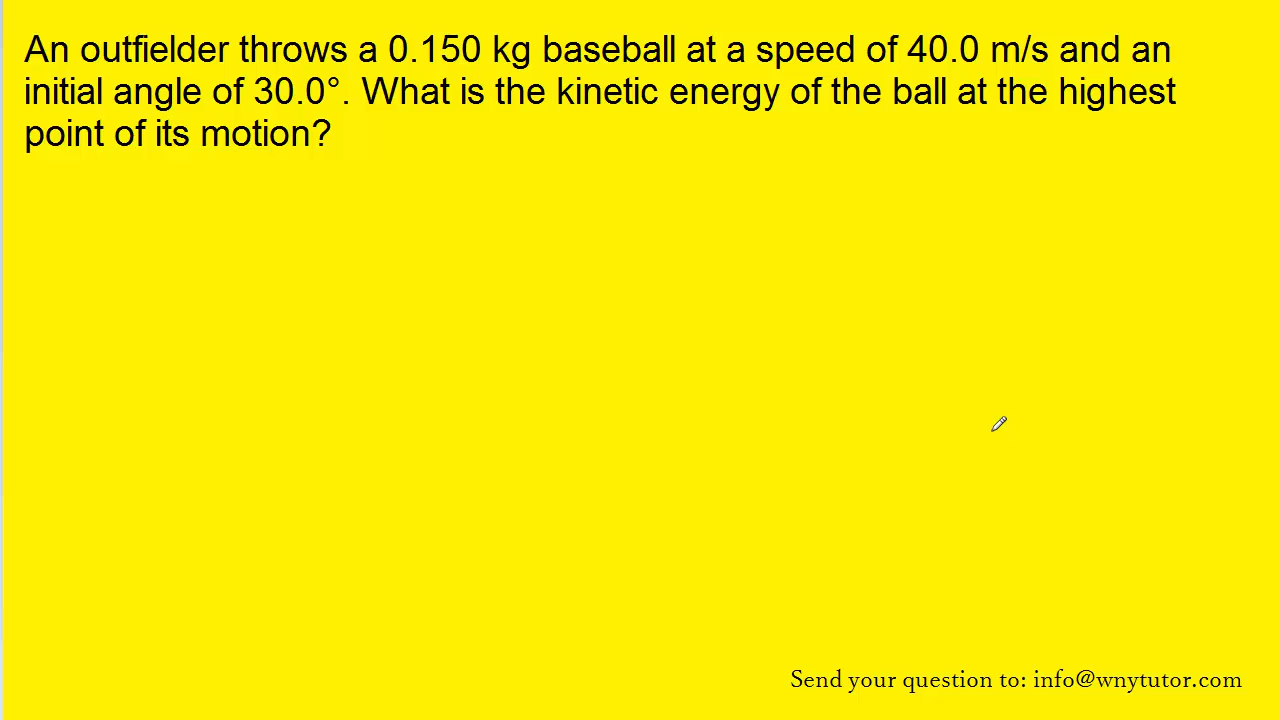 An outfielder throws a 0.150 kg baseball at a speed of 40.0 m/s and an
initial angle of 30.0°. What is the kinetic energy of the ball at the highest
point of its motion?
Send your question to: info@wnytutor.com